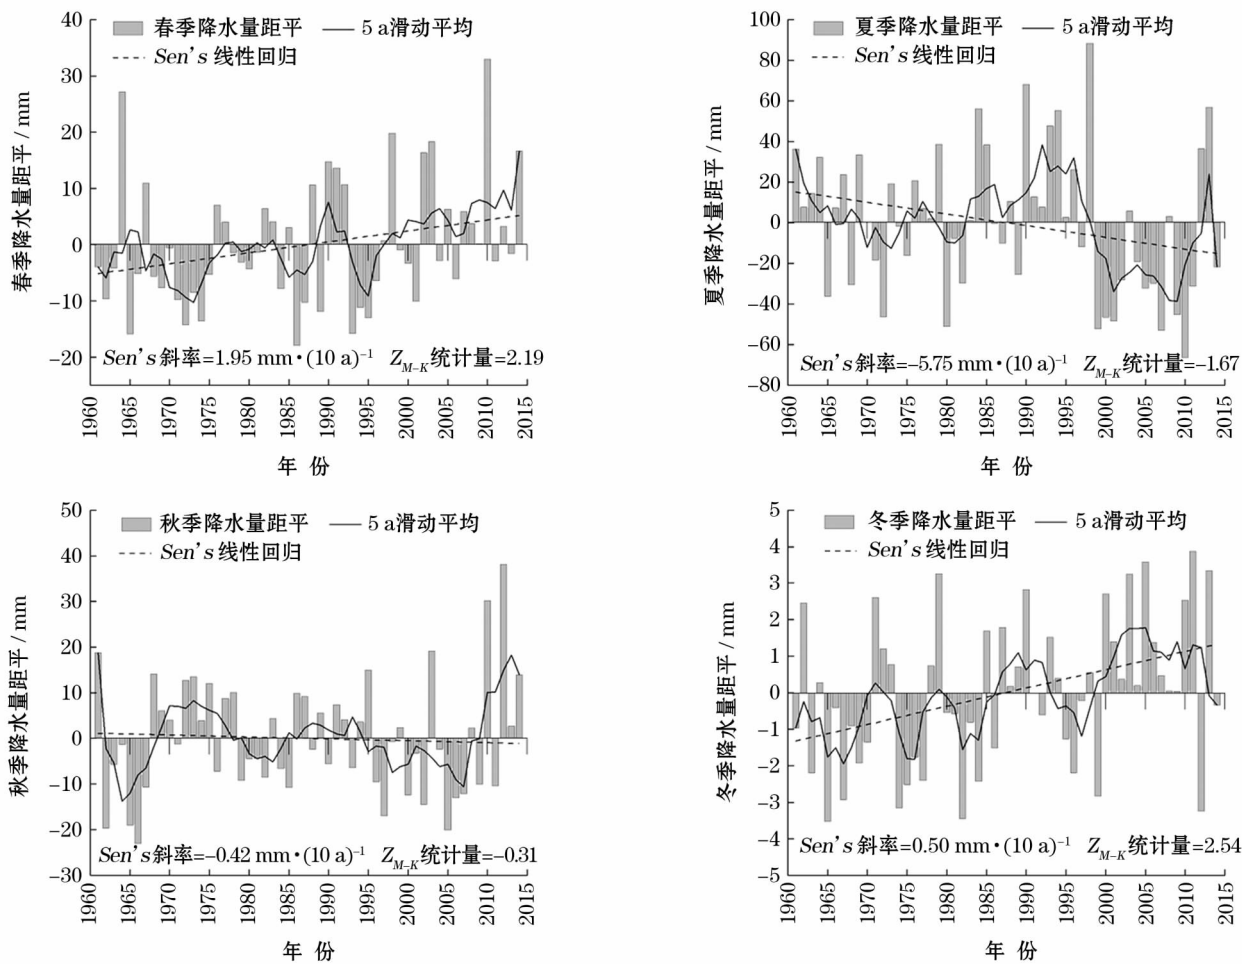 春季降水量距平 5 a滑动平均
Sen's 线性回归
春季降水量距平 / mm
40
30
20
10
0
−10
−20
Sen's斜率=1.95 mm•(10 a)⁻¹ Z_{M-K}统计量=2.19
1960 1965 1970 1975 1980 1985 1990 1995 2000 2005 2010 2015
年 份
夏季降水量距平 5 a滑动平均
Sen's 线性回归
夏季降水量距平 / mm
100
80
60
40
20
0
−20
−40
−60
−80
Sen's斜率=−5.75 mm•(10 a)⁻¹ Z_{M-K}统计量=−1.67
1960 1965 1970 1975 1980 1985 1990 1995 2000 2005 2010 2015
年 份
秋季降水量距平 5 a滑动平均
Sen's 线性回归
秋季降水量距平 / mm
50
40
30
20
10
0
−10
−20
−30
Sen's斜率=−0.42 mm•(10 a)⁻¹ Z_{M-K}统计量=−0.31
1960 1965 1970 1975 1980 1985 1990 1995 2000 2005 2010 2015
年 份
冬季降水量距平 5 a滑动平均
Sen's 线性回归
冬季降水量距平 / mm
5
4
3
2
1
0
−1
−2
−3
−4
−5
Sen's斜率=0.50 mm•(10 a)⁻¹ Z_{M-K}统计量=2.54
1960 1965 1970 1975 1980 1985 1990 1995 2000 2005 2010 2015
年 份